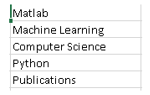 Matlab
Machine Learning
Computer Science
Python
Publications